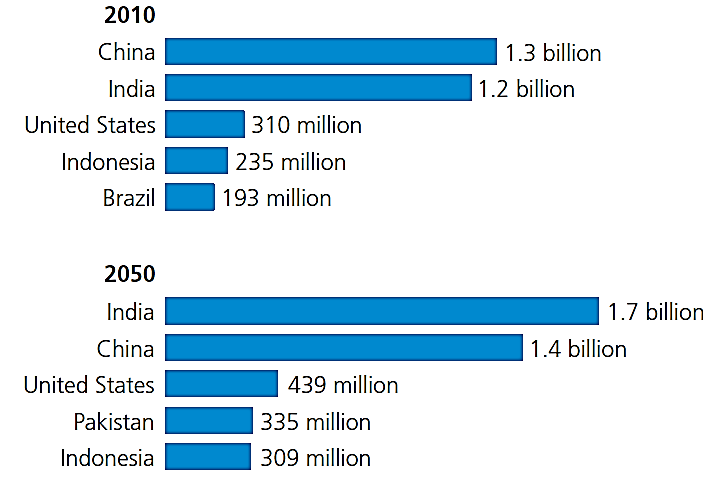 2010
China 1.3 billion
India 1.2 billion
United States 310 million
Indonesia 235 million
Brazil 193 million
2050
India 1.7 billion
China 1.4 billion
United States 439 million
Pakistan 335 million
Indonesia 309 million